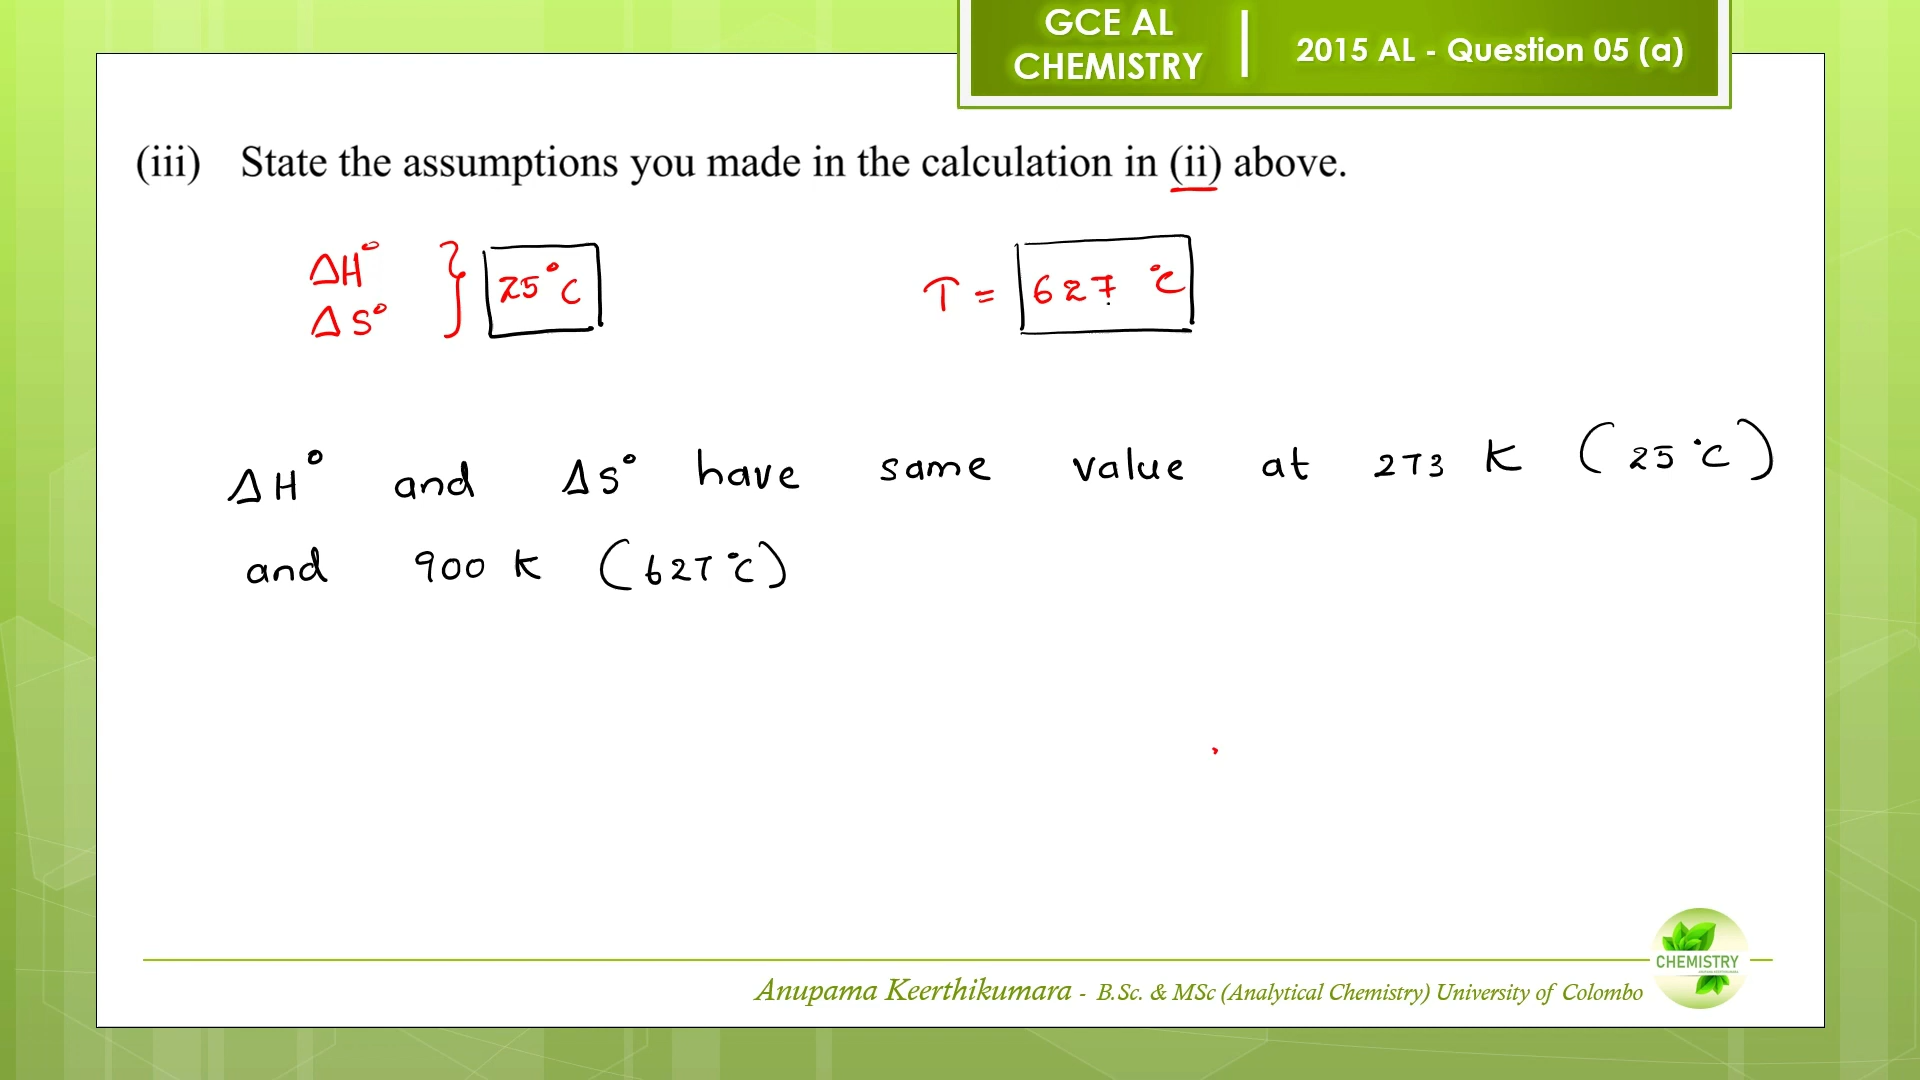 GCE AL
CHEMISTRY
2015 AL - Question 05 (a)
(iii) State the assumptions you made in the calculation in (ii) above.
ΔH° } 25°C T = 627 °C
ΔS°
ΔH° and ΔS° have same value at 273 K (25°C)
and 900 K (627°C)
CHEMISTRY
Anupama Keerthikumara - B.Sc. & MSc (Analytical Chemistry) University of Colombo